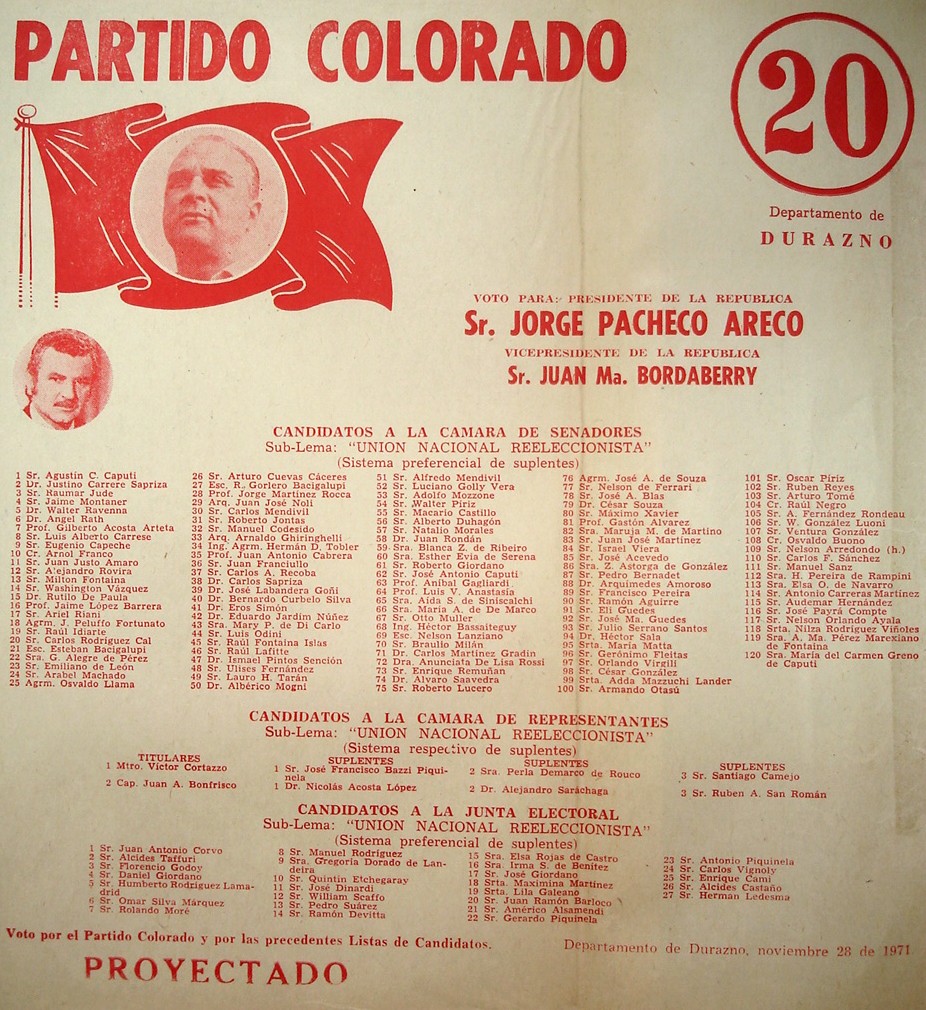 PARTIDO COLORADO
20
Departamento de
DURAZNO
VOTO PARA: PRESIDENTE DE LA REPUBLICA
Sr. JORGE PACHECO ARECO
VICEPRESIDENTE DE LA REPUBLICA
Sr. JUAN Ma. BORDABERRY
CANDIDATOS A LA CAMARA DE SENADORES
Sub-Lema: "UNION NACIONAL REELECCIONISTA"
(Sistema preferencial de suplentes)
1 Sr. Agustín C. Caputi
2 Dr. Justino Carrere Sapriza
3 Sr. Raumar Jude
4 Sr. Jaime Montaner
5 Dr. Walter Ravenna
6 Dr. Angel Rath
7 Prof. Gilberto Acosta Arteta
8 Sr. Luis Alberto Carrese
9 Sr. Eugenio Capeche
10 Cr. Arnol Franco
11 Sr. Juan Justo Amaro
12 Sr. Alejandro Rovira
13 Sr. Milton Fontaina
14 Sr. Washington Vázquez
15 Dr. Rutilo De Paula
16 Prof. Jaime López Barrera
17 Sr. Ariel Riani
18 Agrm. J. Peluffo Fortunato
19 Sr. Raúl Idiarte
20 Sr. Carlos Rodríguez Cal
21 Esc. Esteban Bacigalupi
22 Sra. G. Alegre de Pérez
23 Sr. Emiliano de León
24 Sr. Arabel Machado
25 Agrm. Osvaldo Llama
26 Sr. Arturo Cuevas Cáceres
27 Esc. R. Gorlero Bacigalupi
28 Prof. Jorge Martínez Rocca
29 Arq. Juan José Noli
30 Sr. Carlos Mendivil
31 Sr. Roberto Jontas
32 Sr. Manuel Codesido
33 Arq. Arnaldo Ghiringhelli
34 Ing. Agrm. Hermán D. Tobler
35 Prof. Juan Antonio Cabrera
36 Sr. Juan Franciullo
37 Sr. Carlos A. Recoba
38 Dr. Carlos Sapriza
39 Dr. José Labandera Goñi
40 Dr. Bernardo Curbelo Silva
41 Dr. Eros Simón
42 Dr. Eduardo Jardim Núñez
43 Sra. Mary P. de Di Carlo
44 Sr. Luis Odini
45 Sr. Raúl Fontaina Islas
46 Sr. Raúl Lafitte
47 Dr. Ismael Pintos Sención
48 Sr. Ulises Fernández
49 Sr. Lauro H. Tarán
50 Dr. Albérico Mogni
51 Sr. Alfredo Mendivil
52 Sr. Luciano Golly Vera
53 Sr. Adolfo Mozzone
54 Sr. Walter Píriz
55 Sr. Macario Castillo
56 Sr. Alberto Duhagón
57 Sr. Natalio Morales
58 Dr. Juan Rondán
59 Sra. Blanca Z. de Ribeiro
60 Sra. Esther Evia de Serena
61 Sr. Roberto Giordano
62 Sr. José Antonio Caputi
63 Prof. Aníbal Gagliardi
64 Prof. Luis V. Anastasía
65 Sra. Aída S. de Siniscalchi
66 Sra. María A. de De Marco
67 Sr. Otto Muller
68 Ing. Héctor Bassaiteguy
69 Esc. Nelson Lanziano
70 Sr. Braulio Milán
71 Dr. Carlos Martínez Gradin
72 Dra. Anunciata De Lisa Rossi
73 Sr. Enrique Remuñan
74 Dr. Alvaro Saavedra
75 Sr. Roberto Lucero
76 Agrm. José A. de Souza
77 Sr. Nelson de Ferrari
78 Sr. José A. Blas
79 Dr. César Souza
80 Sr. Máximo Xavier
81 Prof. Gastón Alvarez
82 Sra. Maruja M. de Martino
83 Sr. Juan José Martínez
84 Sr. Israel Viera
85 Sr. José Acevedo
86 Sra. Z. Astorga de González
87 Sr. Pedro Bernadet
88 Dr. Arquímedes Amoroso
89 Sr. Francisco Pereira
90 Sr. Ramón Aguirre
91 Sr. Elí Guedes
92 Sr. José Ma. Guedes
93 Sr. Julio Serrano Santos
94 Dr. Héctor Sala
95 Srta. María Matta
96 Sr. Gerónimo Fleitas
97 Sr. Orlando Virgili
98 Sr. César González
99 Srta. Adda Mazzuchi Lander
100 Sr. Armando Otasú
101 Sr. Oscar Píriz
102 Sr. Ruben Reyes
103 Sr. Arturo Tomé
104 Cr. Raúl Negro
105 Sr. A. Fernández Rondeau
106 Sr. W. González Luoni
107 Sr. Ventura González
108 Cr. Osvaldo Bueno
109 Sr. Nelson Arredondo (h.)
110 Sr. Carlos F. Sánchez
111 Sr. Manuel Sanz
112 Sra. H. Pereira de Rampini
113 Sra. Elsa O. de Navarro
114 Sr. Antonio Carreras Martínez
115 Sr. Audemar Hernández
116 Sr. José Payrá Compte
117 Sr. Nelson Orlando Ayala
118 Srta. Nilza Rodríguez Viñoles
119 Sra. A. Ma. Pérez Marexiano
de Fontaina
120 Sra. María del Carmen Greno
de Caputi
CANDIDATOS A LA CAMARA DE REPRESENTANTES
Sub-Lema: "UNION NACIONAL REELECCIONISTA"
(Sistema respectivo de suplentes)
TITULARES
1 Mtro. Víctor Cortazzo
2 Cap. Juan A. Bonfrisco
SUPLENTES
1 Sr. José Francisco Bazzi Piqui-
nela
1 Dr. Nicolás Acosta López
SUPLENTES
2 Sra. Perla Demarco de Rouco
2 Dr. Alejandro Saráchaga
SUPLENTES
3 Sr. Santiago Camejo
3 Sr. Ruben A. San Román
CANDIDATOS A LA JUNTA ELECTORAL
Sub-Lema: "UNION NACIONAL REELECCIONISTA"
(Sistema preferencial de suplentes)
1 Sr. Juan Antonio Corvo
2 Sr. Alcides Taffuri
3 Sr. Florencio Godoy
4 Sr. Daniel Giordano
5 Sr. Humberto Rodríguez Lama-
drid
6 Sr. Omar Silva Márquez
7 Sr. Rolando Moré
8 Sr. Manuel Rodríguez
9 Sra. Gregoria Dorado de Lan-
deira
10 Sr. Quintín Etchegaray
11 Sr. José Dinardi
12 Sr. William Scaffo
13 Sr. Pedro Suárez
14 Sr. Ramón Devitta
15 Sra. Elsa Rojas de Castro
16 Sra. Irma S. de Benítez
17 Sr. José Giordano
18 Srta. Maximina Martínez
19 Srta. Lila Galeano
20 Sr. Juan Ramón Barloco
21 Sr. Américo Alsamendi
22 Sr. Gerardo Piquinela
23 Sr. Antonio Piquinela
24 Sr. Carlos Vignoly
25 Sr. Enrique Cami
26 Sr. Alcides Castaño
27 Sr. Herman Ledesma
Voto por el Partido Colorado y por las precedentes Listas de Candidatos.
Departamento de Durazno, noviembre 28 de 1971.
PROYECTADO